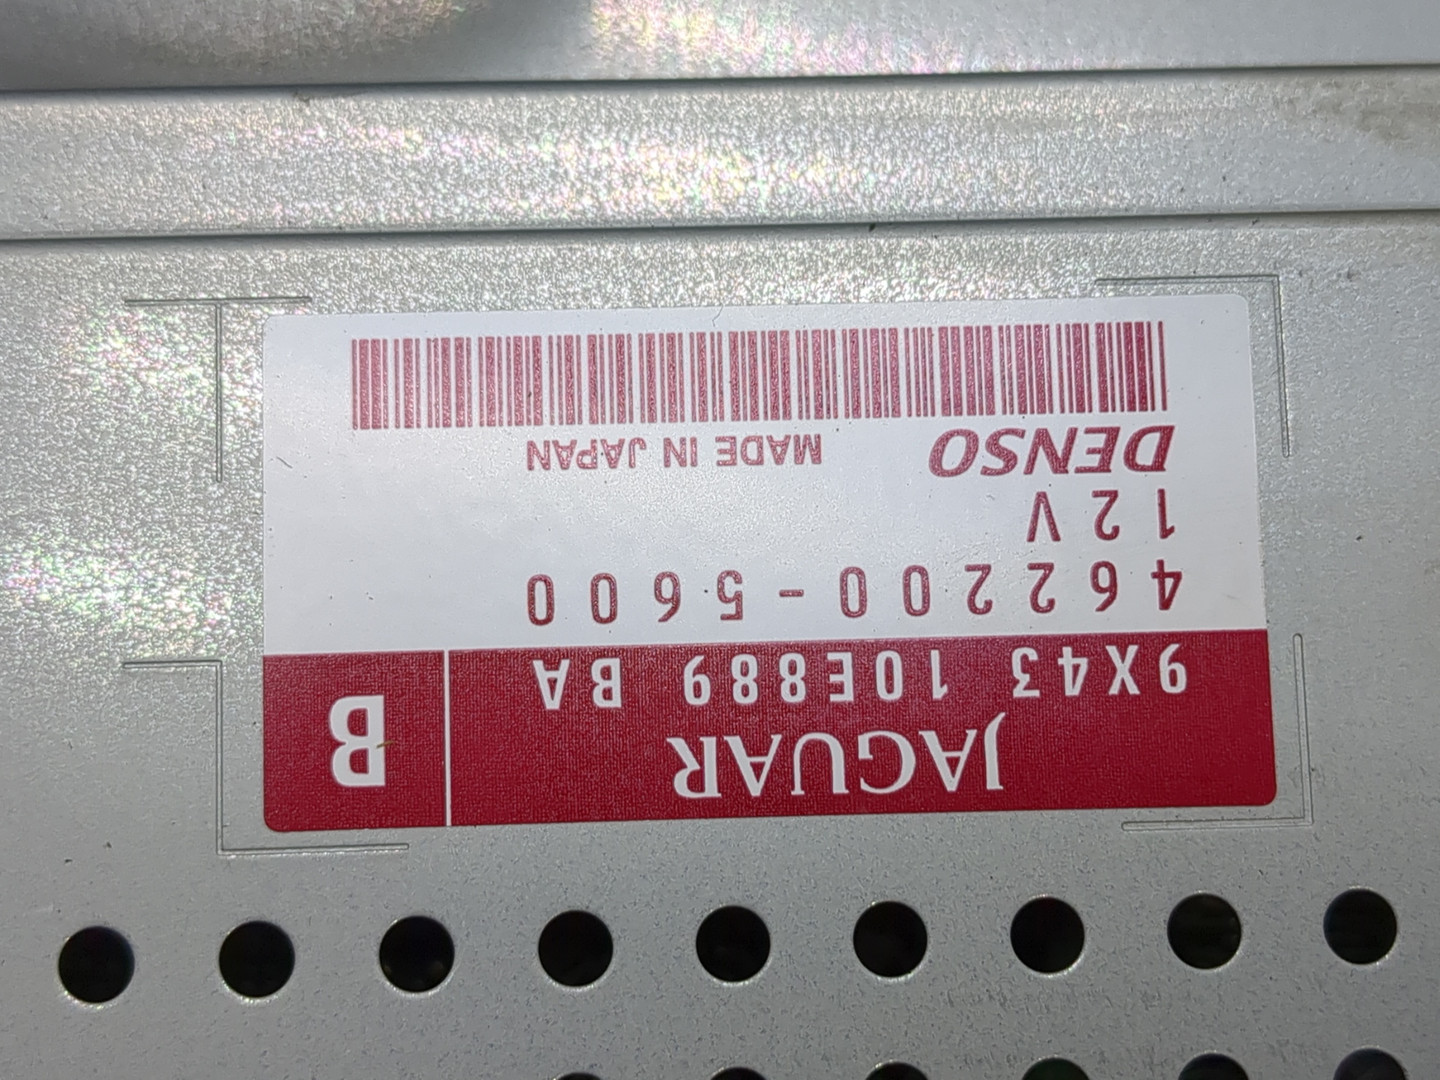 JAGUAR
B
9X43 10E889 BA
462200-5600
12V
DENSO MADE IN JAPAN